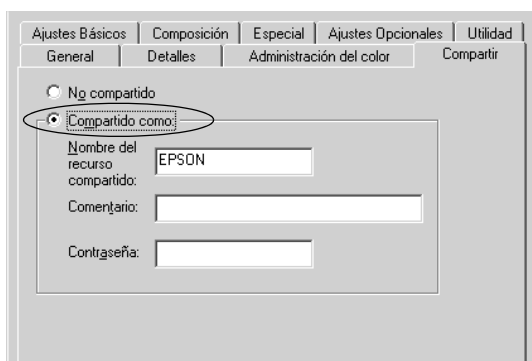 Ajustes Básicos Composición Especial Ajustes Opcionales Utilidad
General Detalles Administración del color Compartir
No compartido
Compartido como:
Nombre del
recurso
compartido:
EPSON
Comentario:
Contraseña: